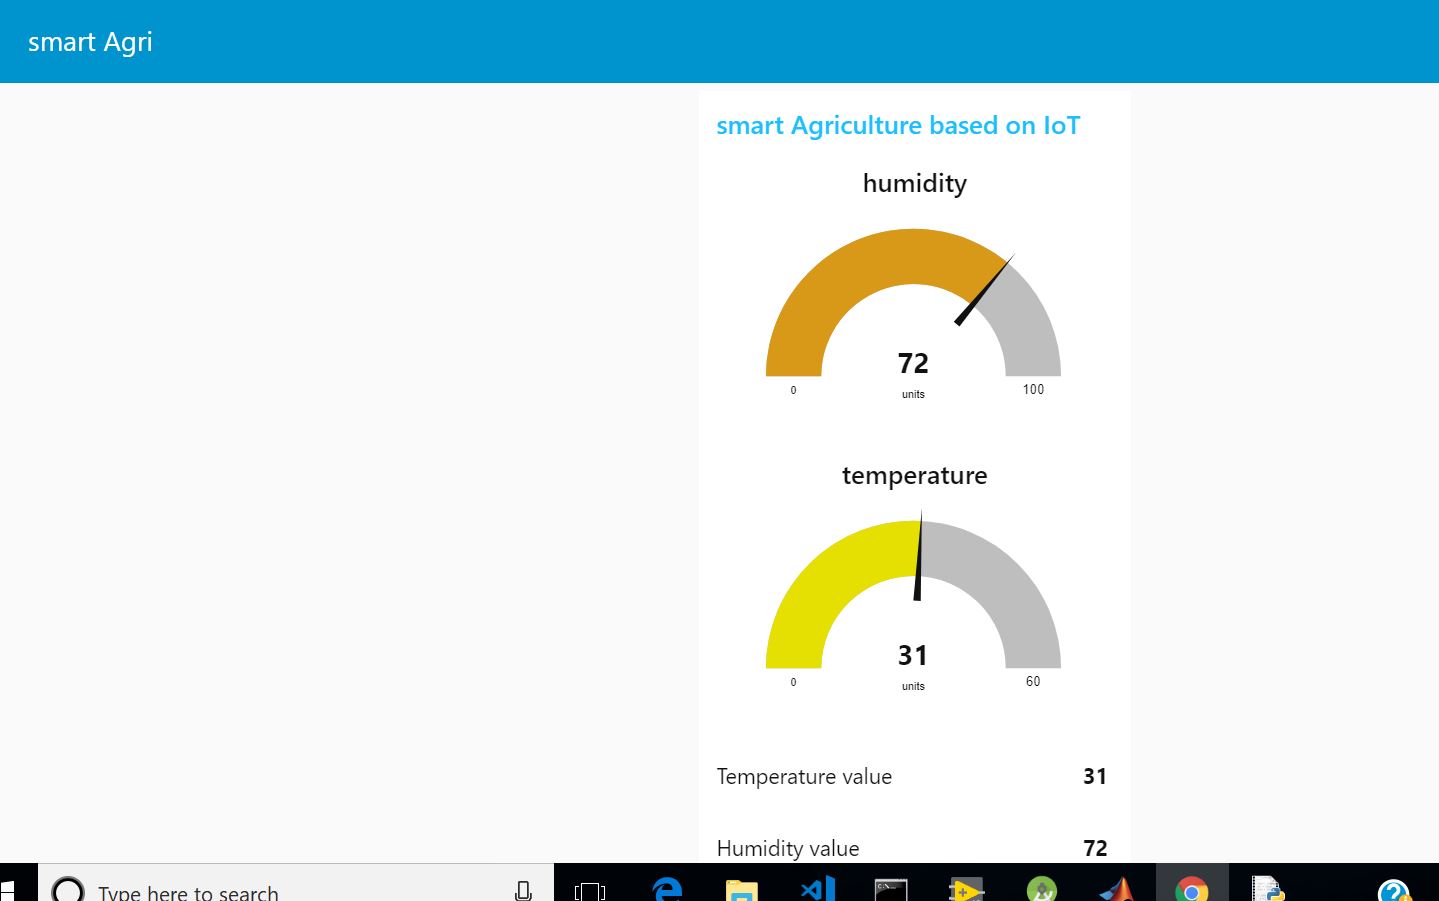 smart Agri
smart Agriculture based on IoT
humidity
72
units
0
100
temperature
31
units
0
60
Temperature value 31
Humidity value 72
Type here to search